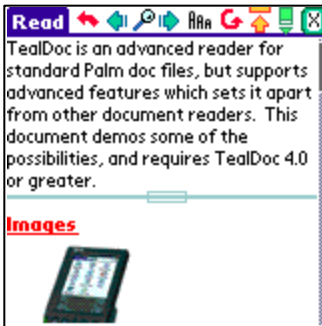 Read AAA
TealDoc is an advanced reader for
standard Palm doc files, but supports
advanced features which sets it apart
from other document readers. This
document demos some of the
possibilities, and requires TealDoc 4.0
or greater.
Images